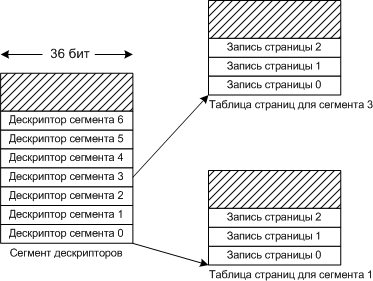 36 бит
Дескриптор сегмента 6
Дескриптор сегмента 5
Дескриптор сегмента 4
Дескриптор сегмента 3
Дескриптор сегмента 2
Дескриптор сегмента 1
Дескриптор сегмента 0
Сегмент дескрипторов
Запись страницы 2
Запись страницы 1
Запись страницы 0
Таблица страниц для сегмента 3
Запись страницы 2
Запись страницы 1
Запись страницы 0
Таблица страниц для сегмента 1